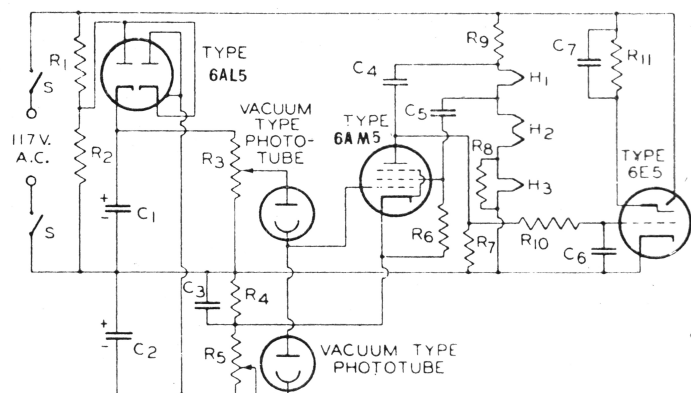 R1
TYPE
6AL5
R9
C7
R11
S
C4
H1
VACUUM
TYPE
PHOTO-
TUBE
TYPE
6AM5
C5
H2
117 V.
A.C.
R2
R3
R8
TYPE
6E5
H3
+
-
C1
R6
R7
R10
S
C6
C3
R4
+
-
C2
R5
VACUUM TYPE
PHOTOTUBE